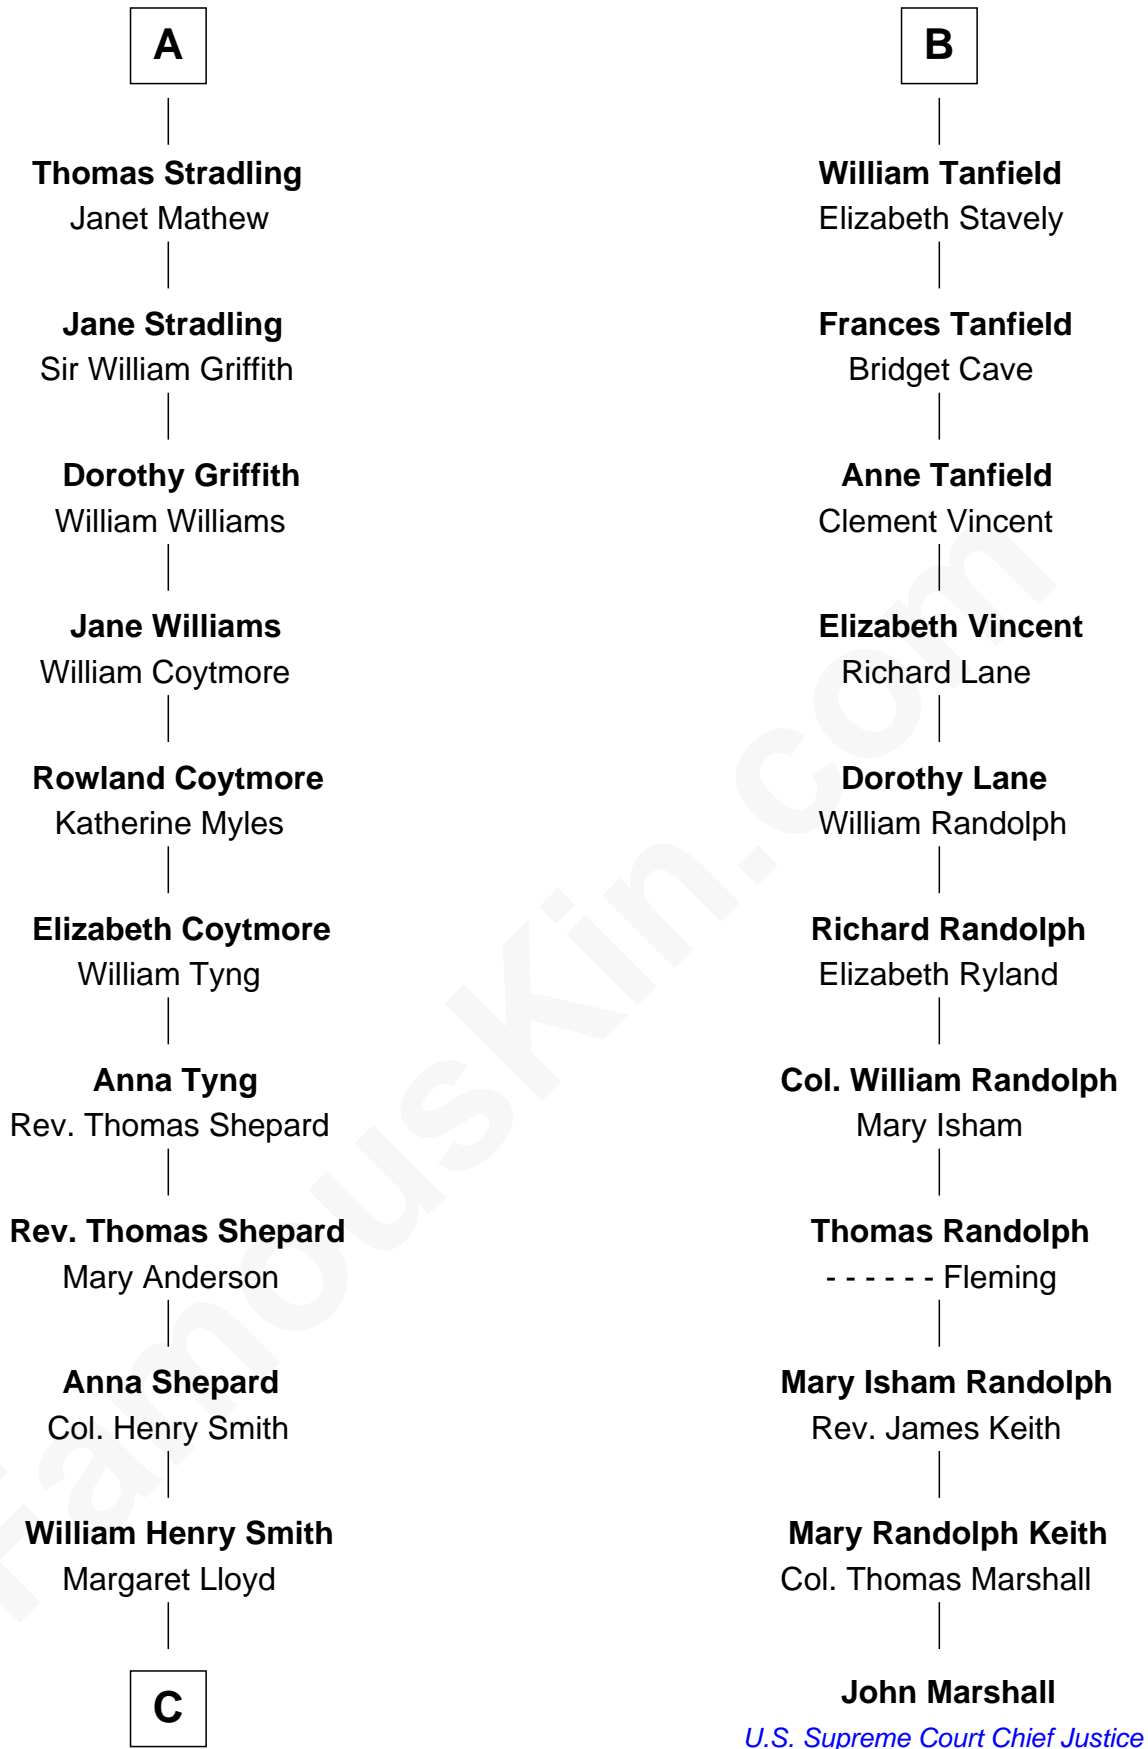 A
Thomas Stradling
Janet Mathew
Jane Stradling
Sir William Griffith
Dorothy Griffith
William Williams
Jane Williams
William Coytmore
Rowland Coytmore
Katherine Myles
Elizabeth Coytmore
William Tyng
Anna Tyng
Rev. Thomas Shepard
Rev. Thomas Shepard
Mary Anderson
Anna Shepard
Col. Henry Smith
William Henry Smith
Margaret Lloyd
C
B
William Tanfield
Elizabeth Stavely
Frances Tanfield
Bridget Cave
Anne Tanfield
Clement Vincent
Elizabeth Vincent
Richard Lane
Dorothy Lane
William Randolph
Richard Randolph
Elizabeth Ryland
Col. William Randolph
Mary Isham
Thomas Randolph
- - - - - - Fleming
Mary Isham Randolph
Rev. James Keith
Mary Randolph Keith
Col. Thomas Marshall
John Marshall
U.S. Supreme Court Chief Justice
FamousKin.com